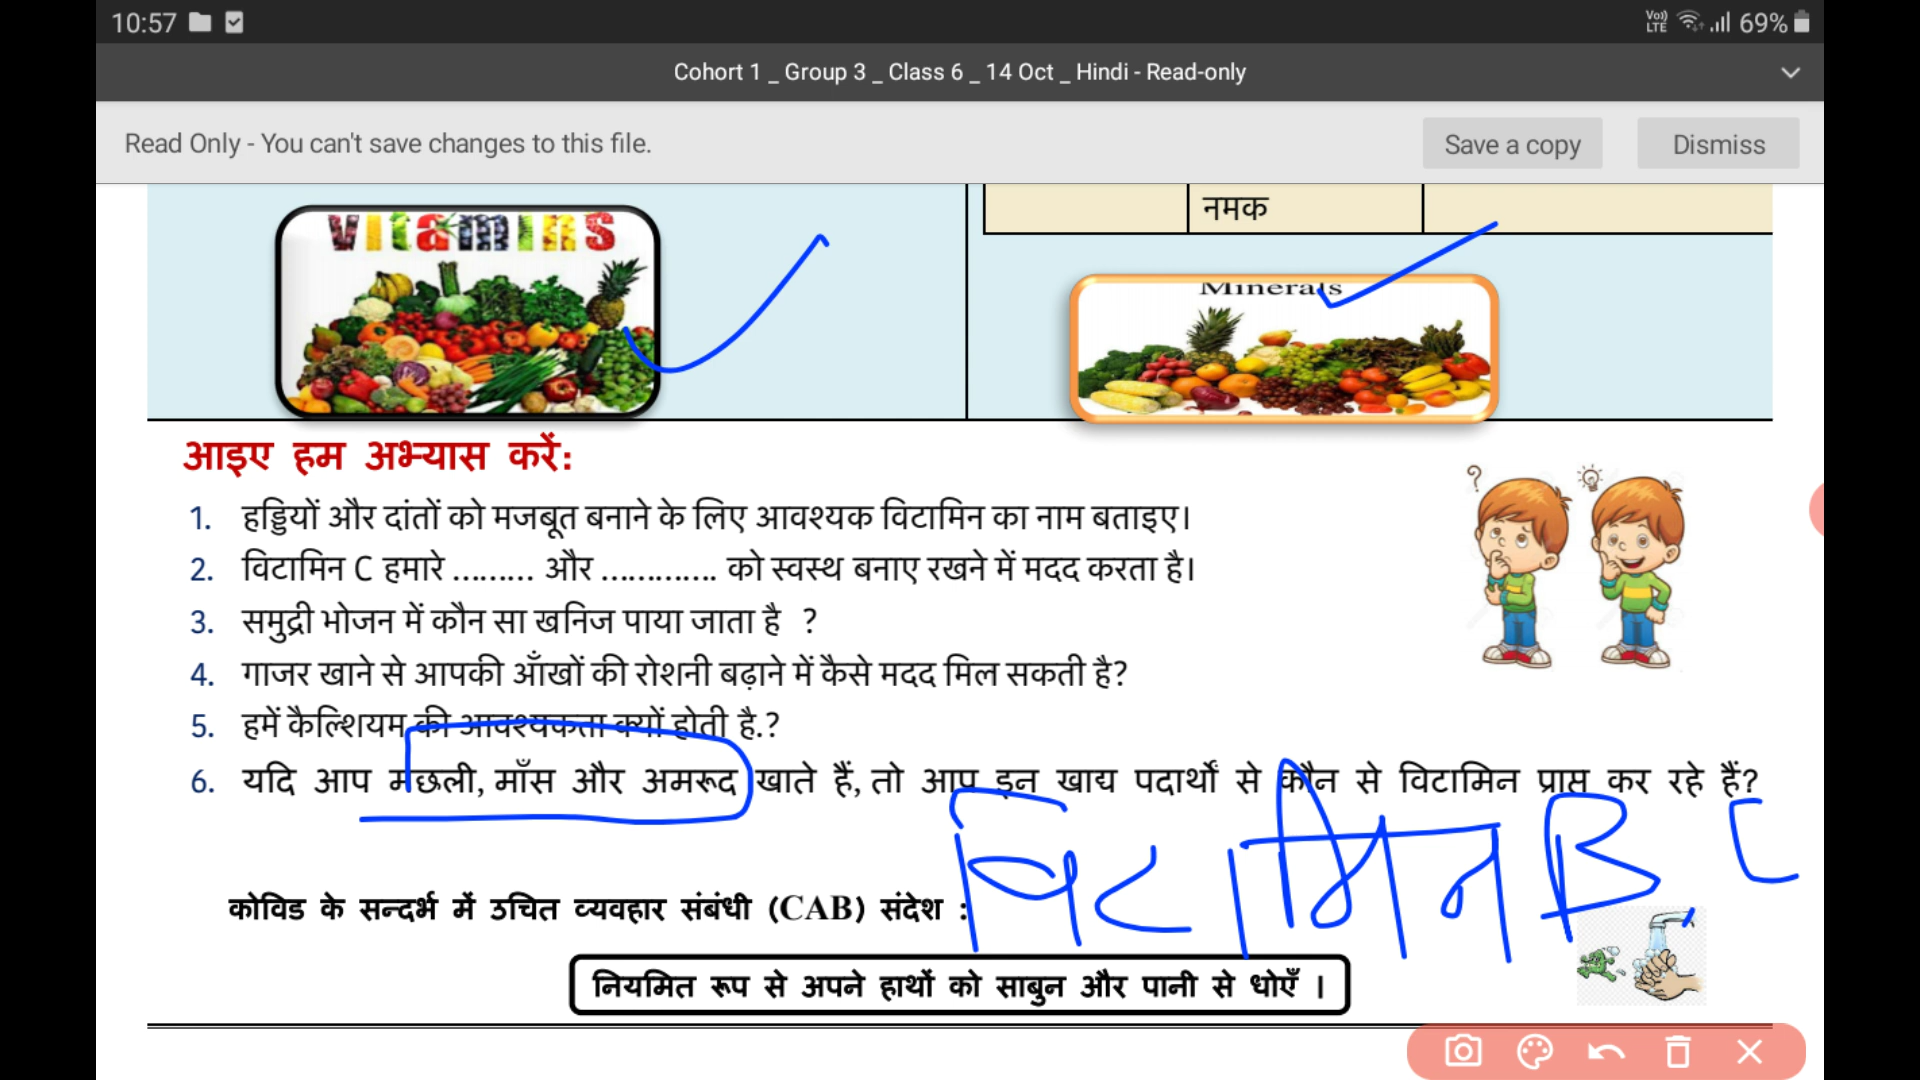 10:57
Vo)) LTE 69%
Cohort 1 _ Group 3 _ Class 6 _ 14 Oct _ Hindi - Read-only
Read Only - You can't save changes to this file.
Save a copy
Dismiss
नमक
vitamins
Minerals
आइए हम अभ्यास करें:
1. हड्डियों और दांतों को मजबूत बनाने के लिए आवश्यक विटामिन का नाम बताइए।
2. विटामिन C हमारे ......... और ............. को स्वस्थ बनाए रखने में मदद करता है।
3. समुद्री भोजन में कौन सा खनिज पाया जाता है ?
4. गाजर खाने से आपकी आँखों की रोशनी बढ़ाने में कैसे मदद मिल सकती है?
5. हमें कैल्शियम की आवश्यकता क्यों होती है.?
6. यदि आप मछली, माँस और अमरूद खाते हैं, तो आप इन खाद्य पदार्थों से कौन से विटामिन प्राप्त कर रहे हैं?
विटामिन B, C
कोविड के सन्दर्भ में उचित व्यवहार संबंधी (CAB) संदेश :
नियमित रूप से अपने हाथों को साबुन और पानी से धोएँ ।